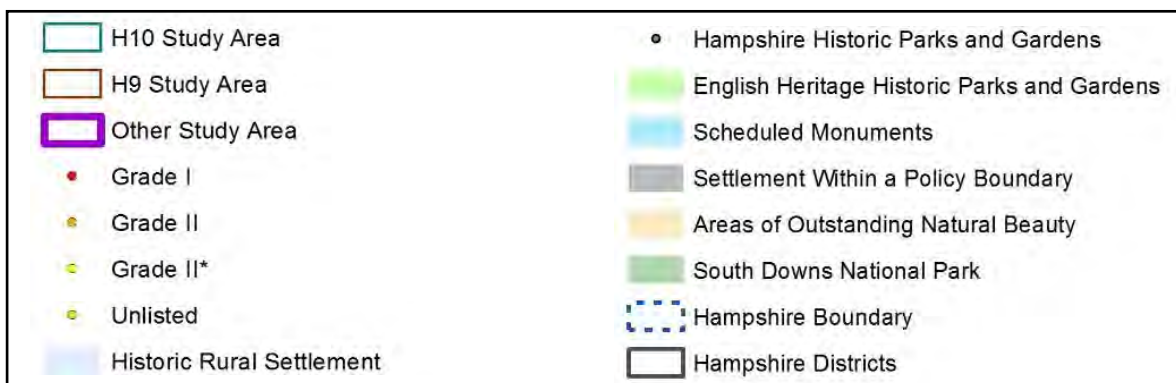 H10 Study Area
H9 Study Area
Other Study Area
Grade I
Grade II
Grade II*
Unlisted
Historic Rural Settlement
Hampshire Historic Parks and Gardens
English Heritage Historic Parks and Gardens
Scheduled Monuments
Settlement Within a Policy Boundary
Areas of Outstanding Natural Beauty
South Downs National Park
Hampshire Boundary
Hampshire Districts